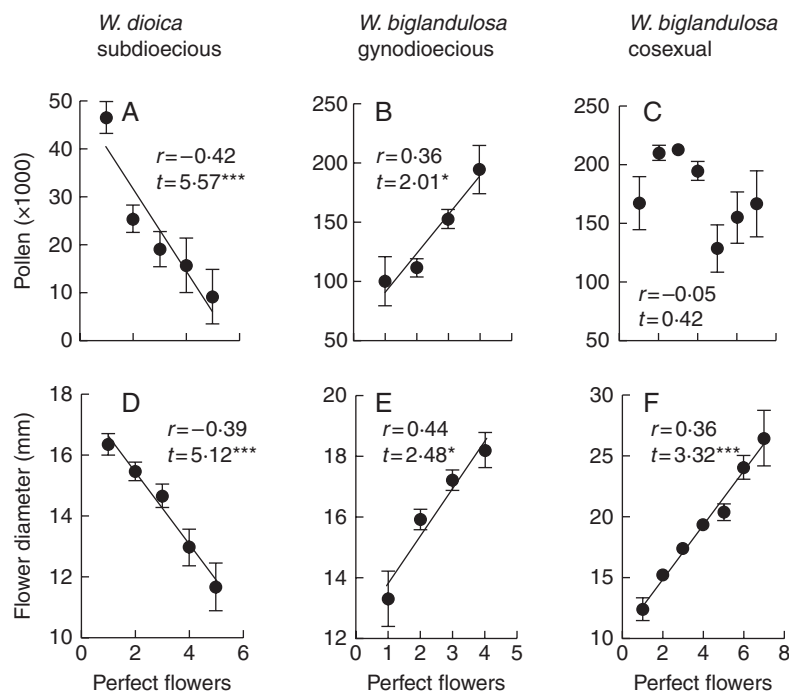 W. dioica
subdioecious
W. biglandulosa
gynodioecious
W. biglandulosa
cosexual
Pollen (×1000)
50
40
30
20
10
0
A
r=−0·42
t=5·57***
250
200
150
100
50
B
r=0·36
t=2·01*
250
200
150
100
50
C
r=−0·05
t=0·42
Flower diameter (mm)
18
16
14
12
10
D
r=−0·39
t=5·12***
0 2 4 6 8
Perfect flowers
20
18
16
14
12
E
r=0·44
t=2·48*
0 1 2 3 4 5
Perfect flowers
30
25
20
15
10
F
r=0·36
t=3·32***
0 2 4 6 8
Perfect flowers